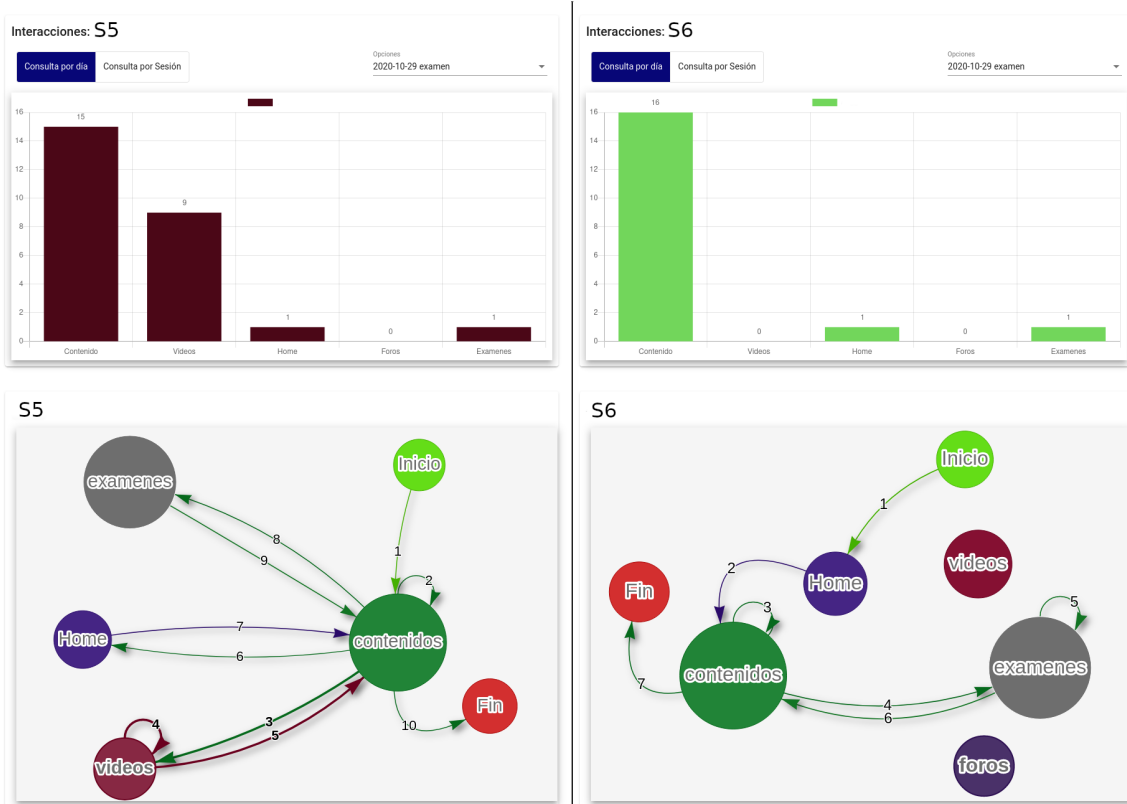 Interacciones: S5
Consulta por día
Consulta por Sesión
Opciones
2020-10-29 examen
16
14
12
10
8
6
4
2
0
15
9
1
0
1
Contenido
Videos
Home
Foros
Examenes
Interacciones: S6
Consulta por día
Consulta por Sesión
Opciones
2020-10-29 examen
16
14
12
10
8
6
4
2
0
16
0
1
0
1
Contenido
Videos
Home
Foros
Examenes
S5
Inicio
examenes
8
9
1
2
Home
7
6
contenidos
Fin
10
3
5
4
videos
S6
Inicio
1
videos
2
Home
Fin
3
5
contenidos
examenes
4
6
7
foros